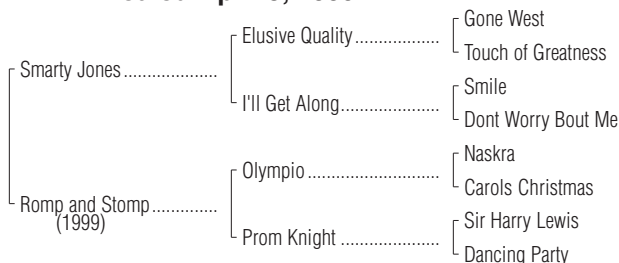 Gone West
Elusive Quality ..................
Touch of Greatness
Smarty Jones ....................
Smile
I'll Get Along.....................
Dont Worry Bout Me
Naskra
Olympio ............................
Carols Christmas
Romp and Stomp..............
(1999)
Sir Harry Lewis
Prom Knight .....................
Dancing Party